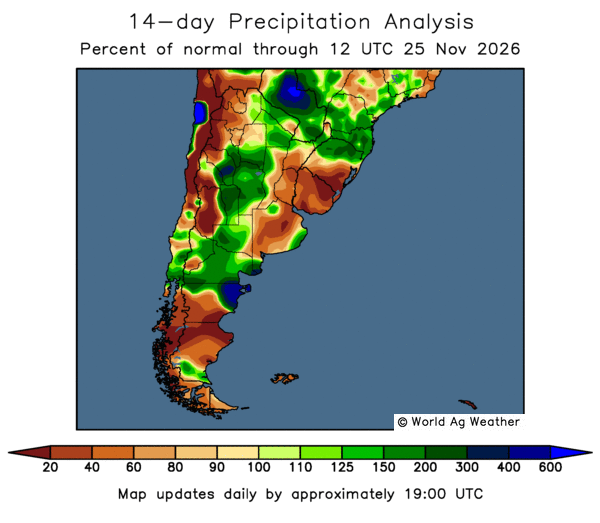 14-day Precipitation Analysis
Percent of normal through 12 UTC 25 Nov 2026
© World Ag Weather
20 40 60 80 90 100 110 125 150 200 300 400 600
Map updates daily by approximately 19:00 UTC